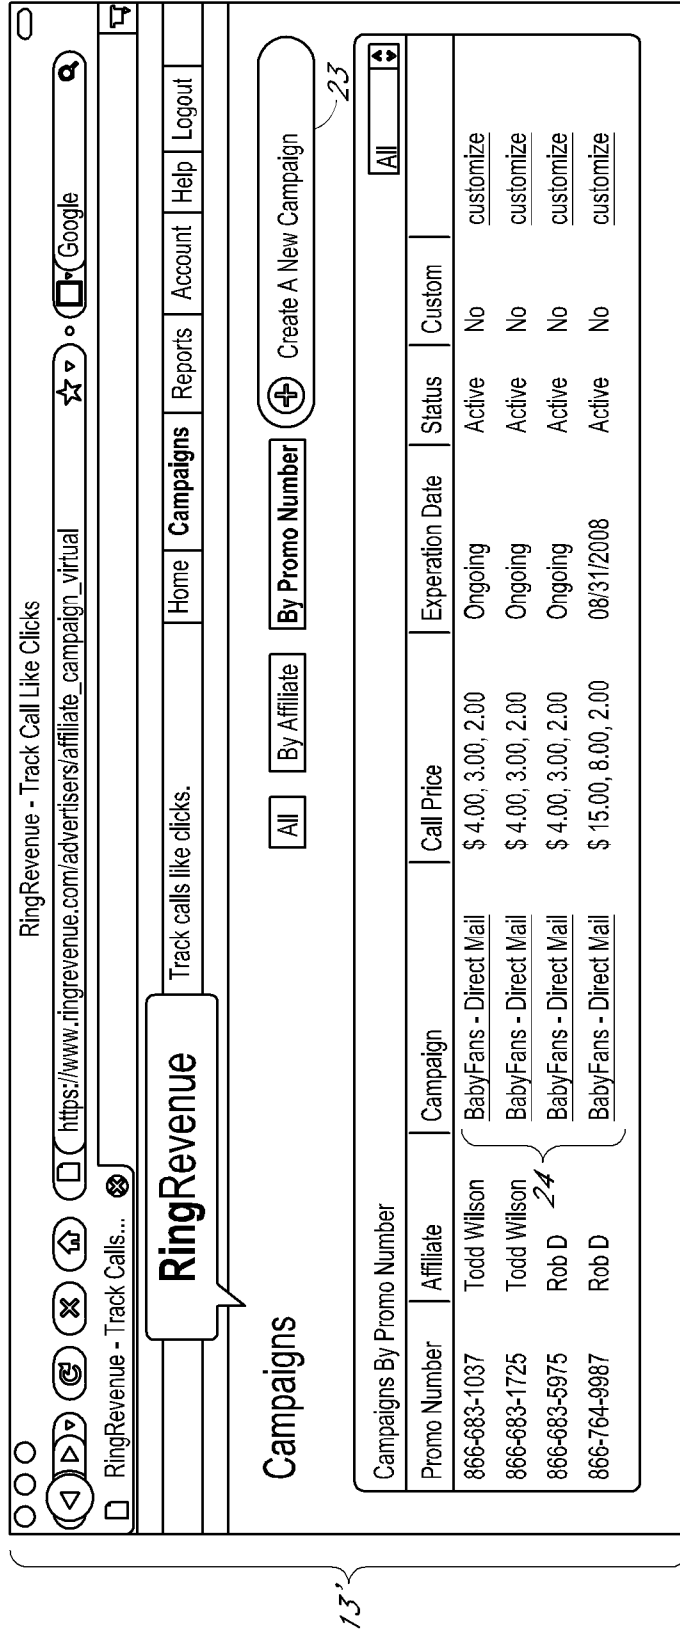 RingRevenue - Track Call Like Clicks
https://www.ringrevenue.com/advertisers/affiliate_campaign_virtual
Google
RingRevenue - Track Calls...
RingRevenue
Track calls like clicks.
Home Campaigns Reports Account Help Logout
Campaigns
All By Affiliate By Promo Number Create A New Campaign
23
Campaigns By Promo Number All
Promo Number Affiliate Campaign Call Price Experation Date Status Custom
866-683-1037 Todd Wilson BabyFans - Direct Mail $ 4.00, 3.00, 2.00 Ongoing Active No customize
866-683-1725 Todd Wilson BabyFans - Direct Mail $ 4.00, 3.00, 2.00 Ongoing Active No customize
866-683-5975 Rob D BabyFans - Direct Mail $ 4.00, 3.00, 2.00 Ongoing Active No customize
866-764-9987 Rob D BabyFans - Direct Mail $ 15.00, 8.00, 2.00 08/31/2008 Active No customize
24
13'